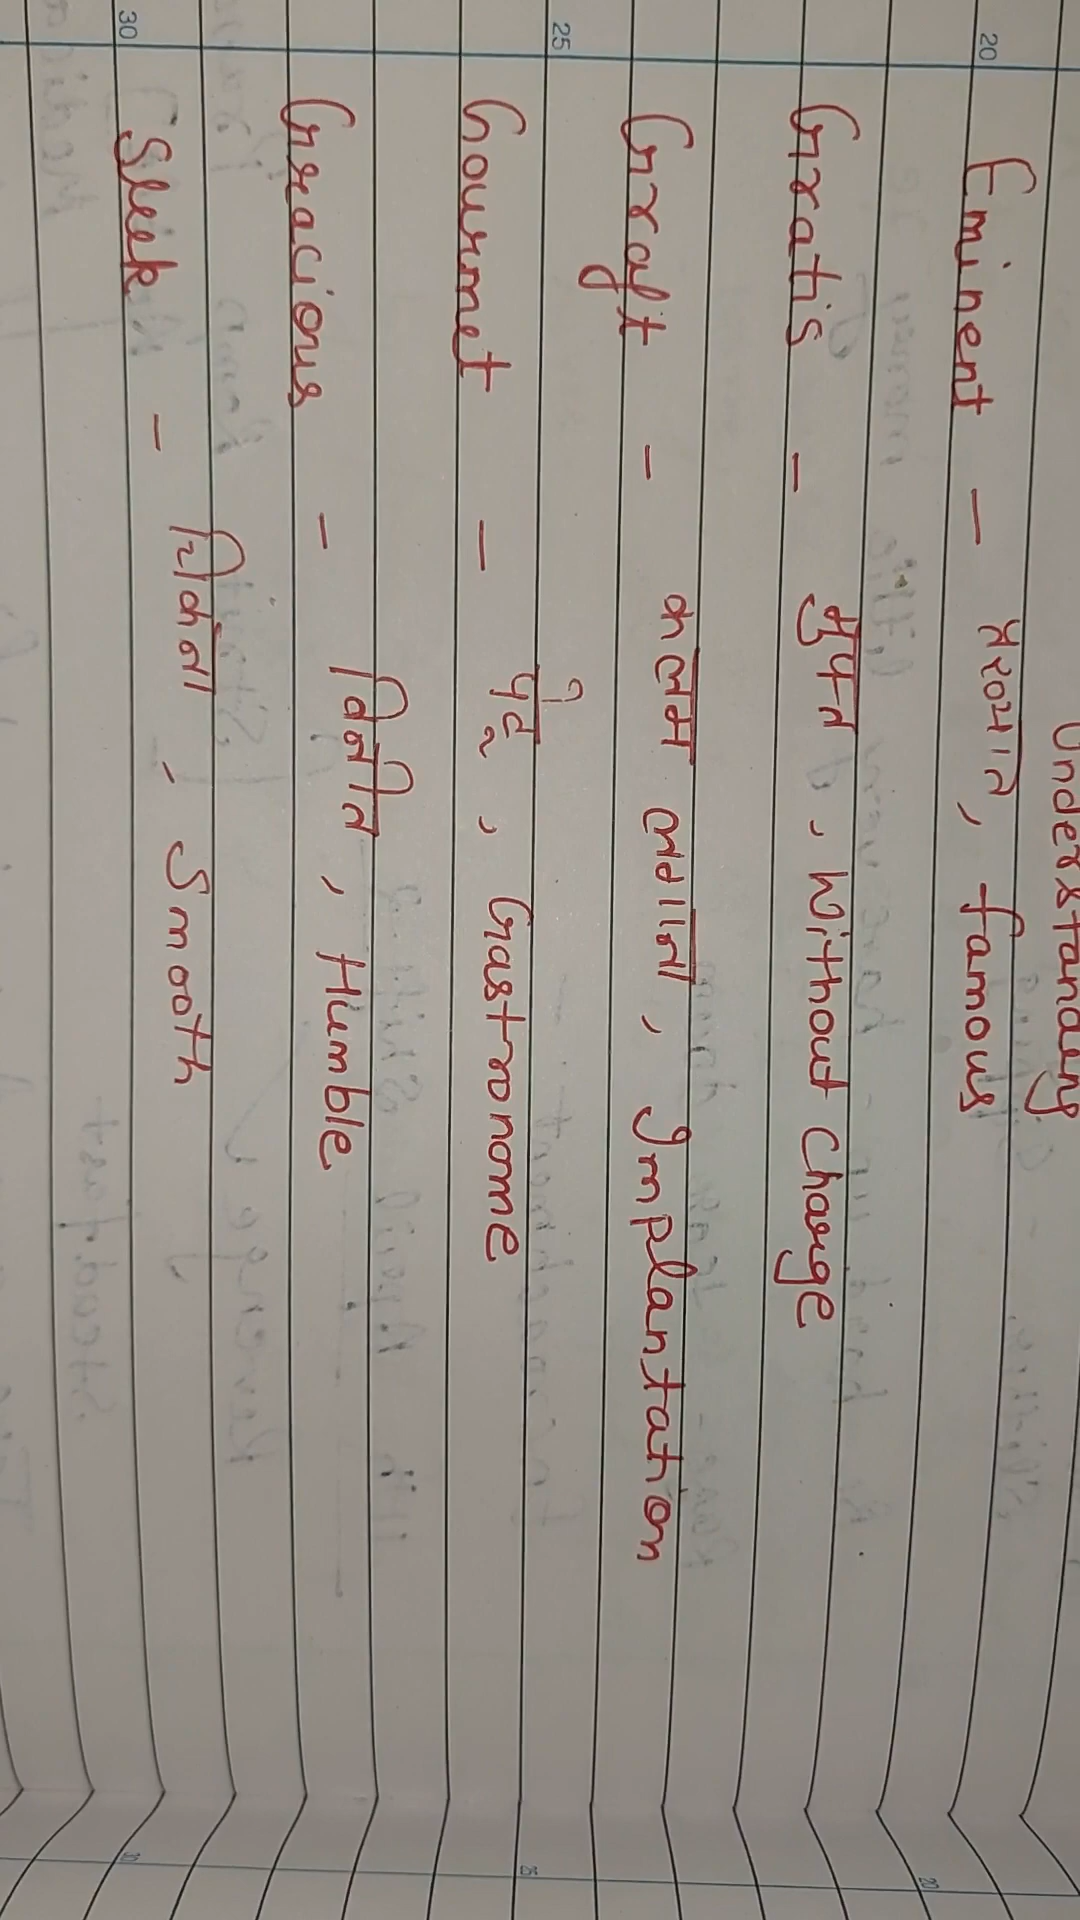 Understanding
Eminent - प्रख्यात, famous
Gratis - मुफ्त, Without Charge
Graft - कलम लगाना, Implantation
Gourmet - पेटू, Gastronome
Gracious - विनीत, Humble
Sleek - चिकना, Smooth